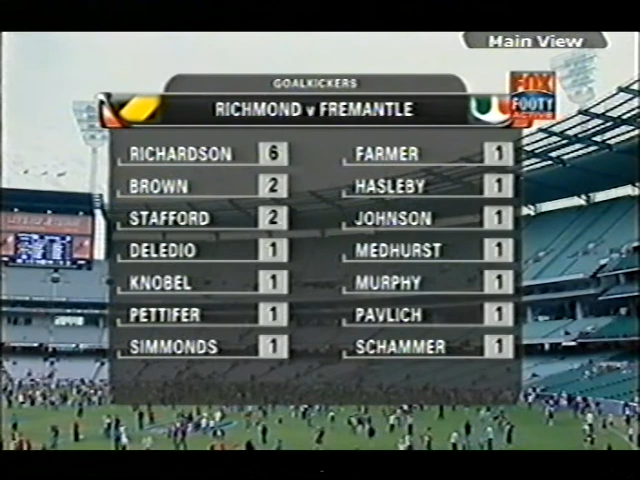 Main View
GOALKICKERS
RICHMOND v FREMANTLE
FOX
FOOTY
ACTIVE
RICHARDSON 6
BROWN 2
STAFFORD 2
DELEDIO 1
KNOBEL 1
PETTIFER 1
SIMMONDS 1
FARMER 1
HASLEBY 1
JOHNSON 1
MEDHURST 1
MURPHY 1
PAVLICH 1
SCHAMMER 1